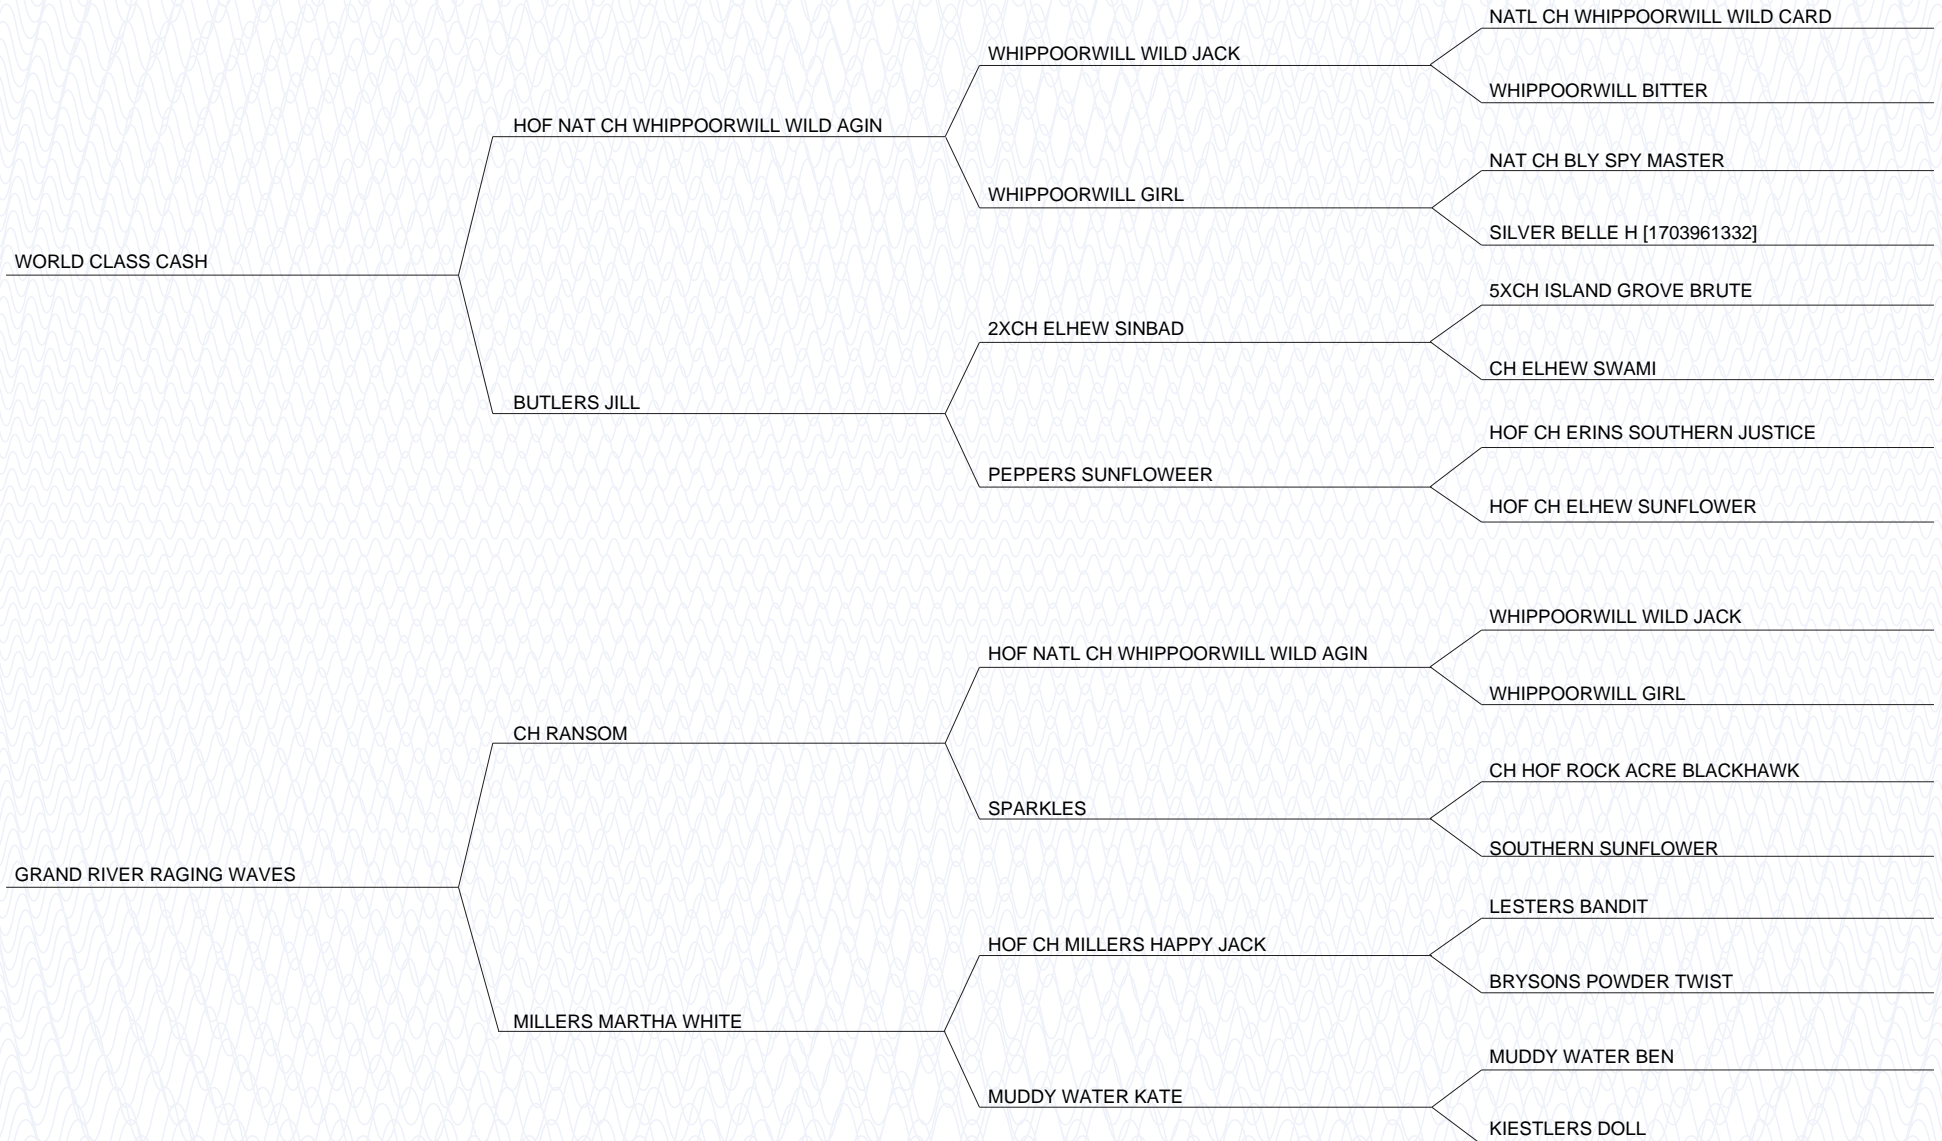 NATL CH WHIPPOORWILL WILD CARD
WHIPPOORWILL WILD JACK
WHIPPOORWILL BITTER
HOF NAT CH WHIPPOORWILL WILD AGIN
NAT CH BLY SPY MASTER
WHIPPOORWILL GIRL
SILVER BELLE H [1703961332]
WORLD CLASS CASH
5XCH ISLAND GROVE BRUTE
2XCH ELHEW SINBAD
CH ELHEW SWAMI
BUTLERS JILL
HOF CH ERINS SOUTHERN JUSTICE
PEPPERS SUNFLOWEER
HOF CH ELHEW SUNFLOWER
WHIPPOORWILL WILD JACK
HOF NATL CH WHIPPOORWILL WILD AGIN
WHIPPOORWILL GIRL
CH RANSOM
CH HOF ROCK ACRE BLACKHAWK
SPARKLES
SOUTHERN SUNFLOWER
GRAND RIVER RAGING WAVES
LESTERS BANDIT
HOF CH MILLERS HAPPY JACK
BRYSONS POWDER TWIST
MILLERS MARTHA WHITE
MUDDY WATER BEN
MUDDY WATER KATE
KIESTLERS DOLL